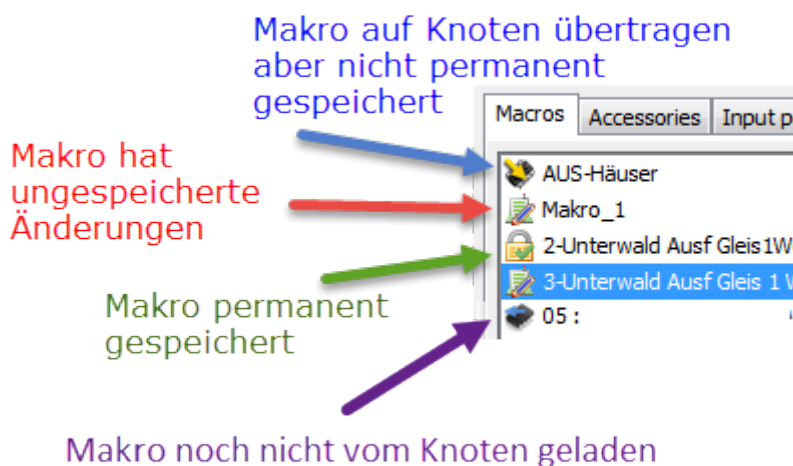 Makro auf Knoten übertragen
aber nicht permanent
gespeichert
Macros Accessories Input p
Makro hat
ungespeicherte
Änderungen
AUS-Häuser
Makro_1
2-Unterwald Ausf Gleis1W
3-Unterwald Ausf Gleis 1 W
05 :
Makro permanent
gespeichert
Makro noch nicht vom Knoten geladen